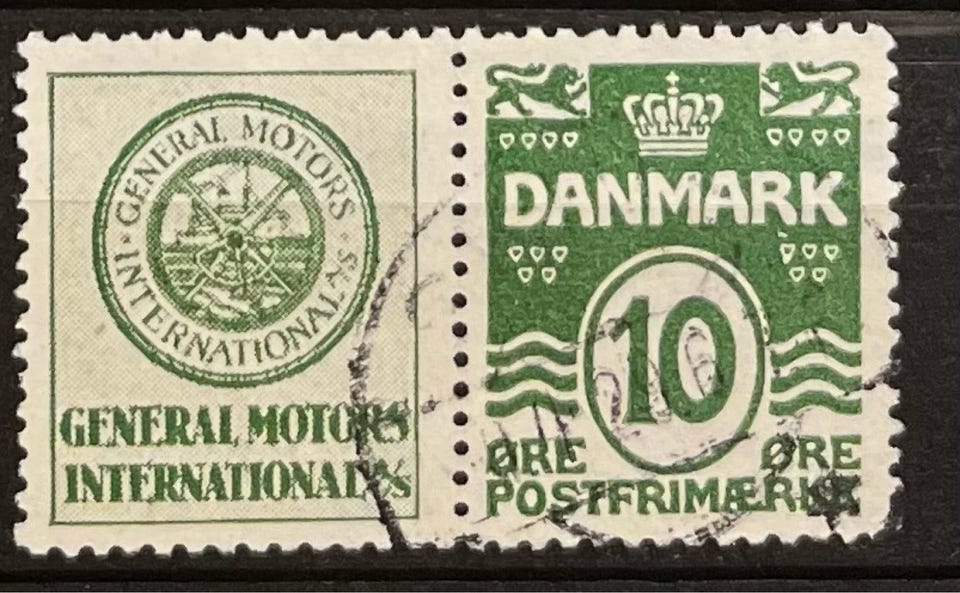 · GENERAL MOTORS ·
INTERNATIONAL A/S
GENERAL MOTORS
INTERNATIONAL A/S
DANMARK
10
ØRE ØRE
POSTFRIMÆRKE